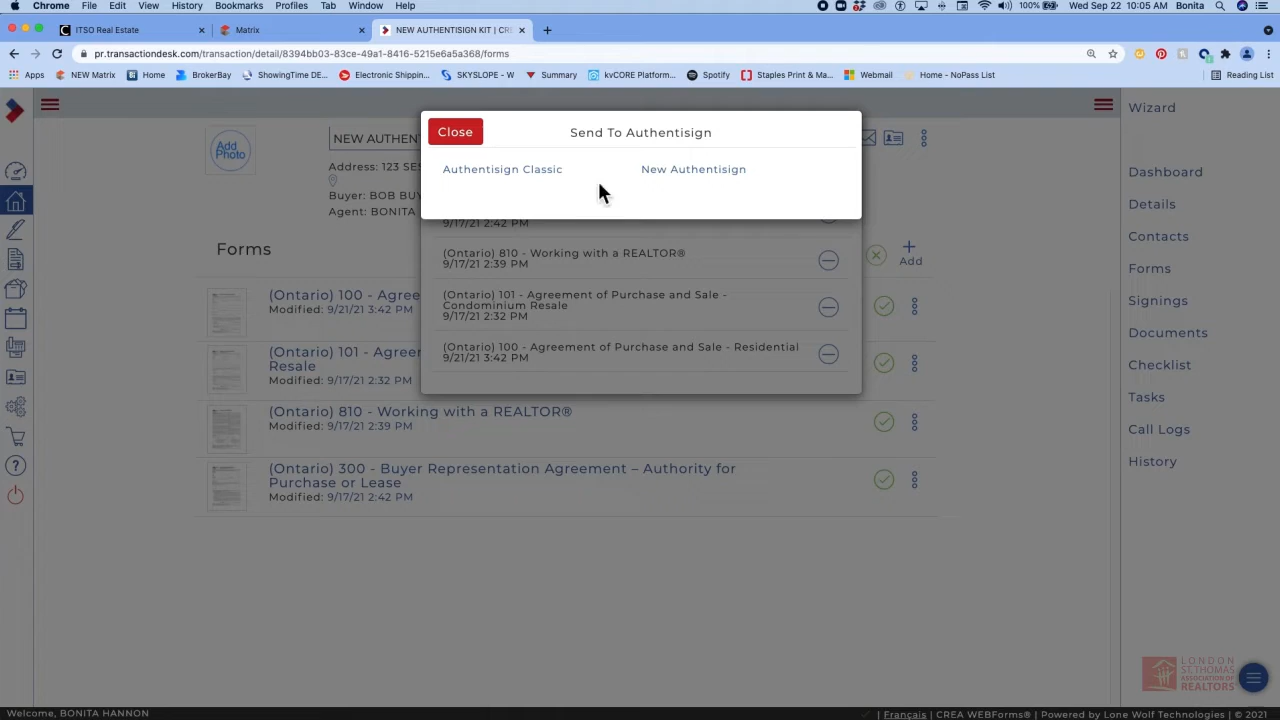 Chrome File Edit View History Bookmarks Profiles Tab Window Help 100% Wed Sep 22 10:05 AM Bonita
ITSO Real Estate Matrix NEW AUTHENTISIGN KIT | CRE
pr.transactiondesk.com/transaction/detail/8394bb03-83ce-49a1-8416-5215e6a5a368/forms
Apps NEW Matrix Home BrokerBay ShowingTime DE... Electronic Shippin... SKYSLOPE - W Summary kvCORE Platform... Spotify Staples Print & Ma... Webmail Home - NoPass List Reading List
Close
Send To Authentisign
Authentisign Classic
New Authentisign
Add
Photo
NEW AUTHENT
Address: 123 SES
Buyer: BOB BUY
Agent: BONITA
9/17/21 2:42 PM
(Ontario) 810 - Working with a REALTOR®
9/17/21 2:39 PM
(Ontario) 101 - Agreement of Purchase and Sale -
Condominium Resale
9/17/21 2:32 PM
(Ontario) 100 - Agreement of Purchase and Sale - Residential
9/21/21 3:42 PM
Forms
Add
(Ontario) 100 - Agree
Modified: 9/21/21 3:42 PM
(Ontario) 101 - Agreer
Resale
Modified: 9/17/21 2:32 PM
(Ontario) 810 - Working with a REALTOR®
Modified: 9/17/21 2:39 PM
(Ontario) 300 - Buyer Representation Agreement – Authority for
Purchase or Lease
Modified: 9/17/21 2:42 PM
Wizard
Dashboard
Details
Contacts
Forms
Signings
Documents
Checklist
Tasks
Call Logs
History
LONDON
ST.THOMAS
ASSOCIATION OF
REALTORS
Welcome, BONITA HANNON
| Français | CREA WEBForms® | Powered by Lone Wolf Technologies | © 2021